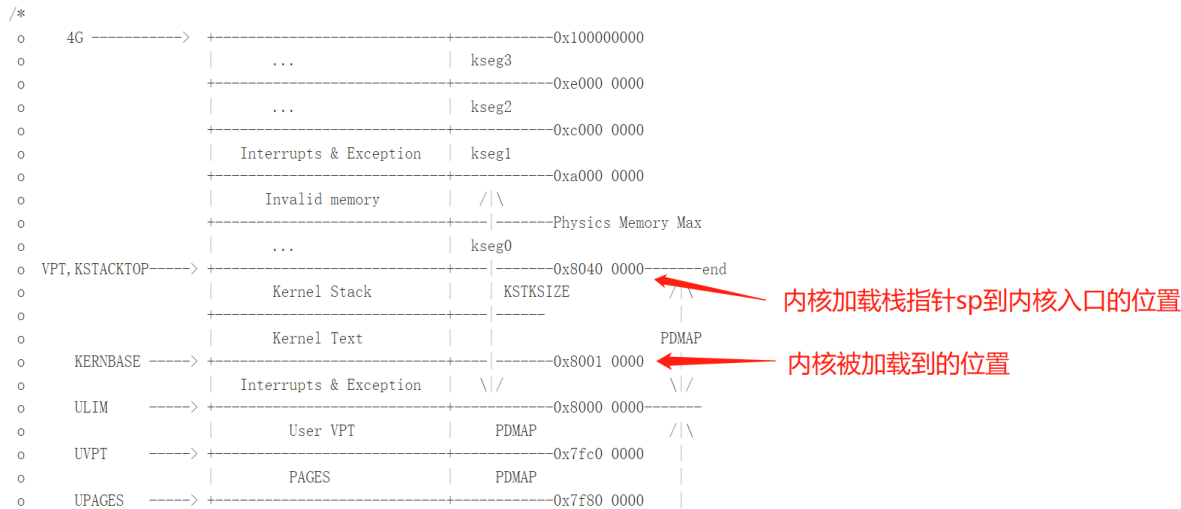 /*
o     4G ----------->  +----------------------------+------------0x100000000
o                      |       ...                  |  kseg3
o                      +----------------------------+------------0xe000 0000
o                      |       ...                  |  kseg2
o                      +----------------------------+------------0xc000 0000
o                      |   Interrupts & Exception   |  kseg1
o                      +----------------------------+------------0xa000 0000
o                      |      Invalid memory        |   /|\
o                      +----------------------------+----|-------Physics Memory Max
o                      |       ...                  |  kseg0
o  VPT,KSTACKTOP-----> +----------------------------+----|-------0x8040 0000-------end
o                      |       Kernel Stack         |    | KSTKSIZE            /|\
o                      +----------------------------+----|------                |
内核加载栈指针sp到内核入口的位置
o                      |       Kernel Text          |    |                    PDMAP
o      KERNBASE -----> +----------------------------+----|-------0x8001 0000    |
内核被加载到的位置
o                      |   Interrupts & Exception   |   \|/                    \|/
o      ULIM     -----> +----------------------------+------------0x8000 0000-------
o                      |         User VPT           |     PDMAP                /|\
o      UVPT     -----> +----------------------------+------------0x7fc0 0000    |
o                      |         PAGES              |     PDMAP                 |
o      UPAGES   -----> +----------------------------+------------0x7f80 0000    |